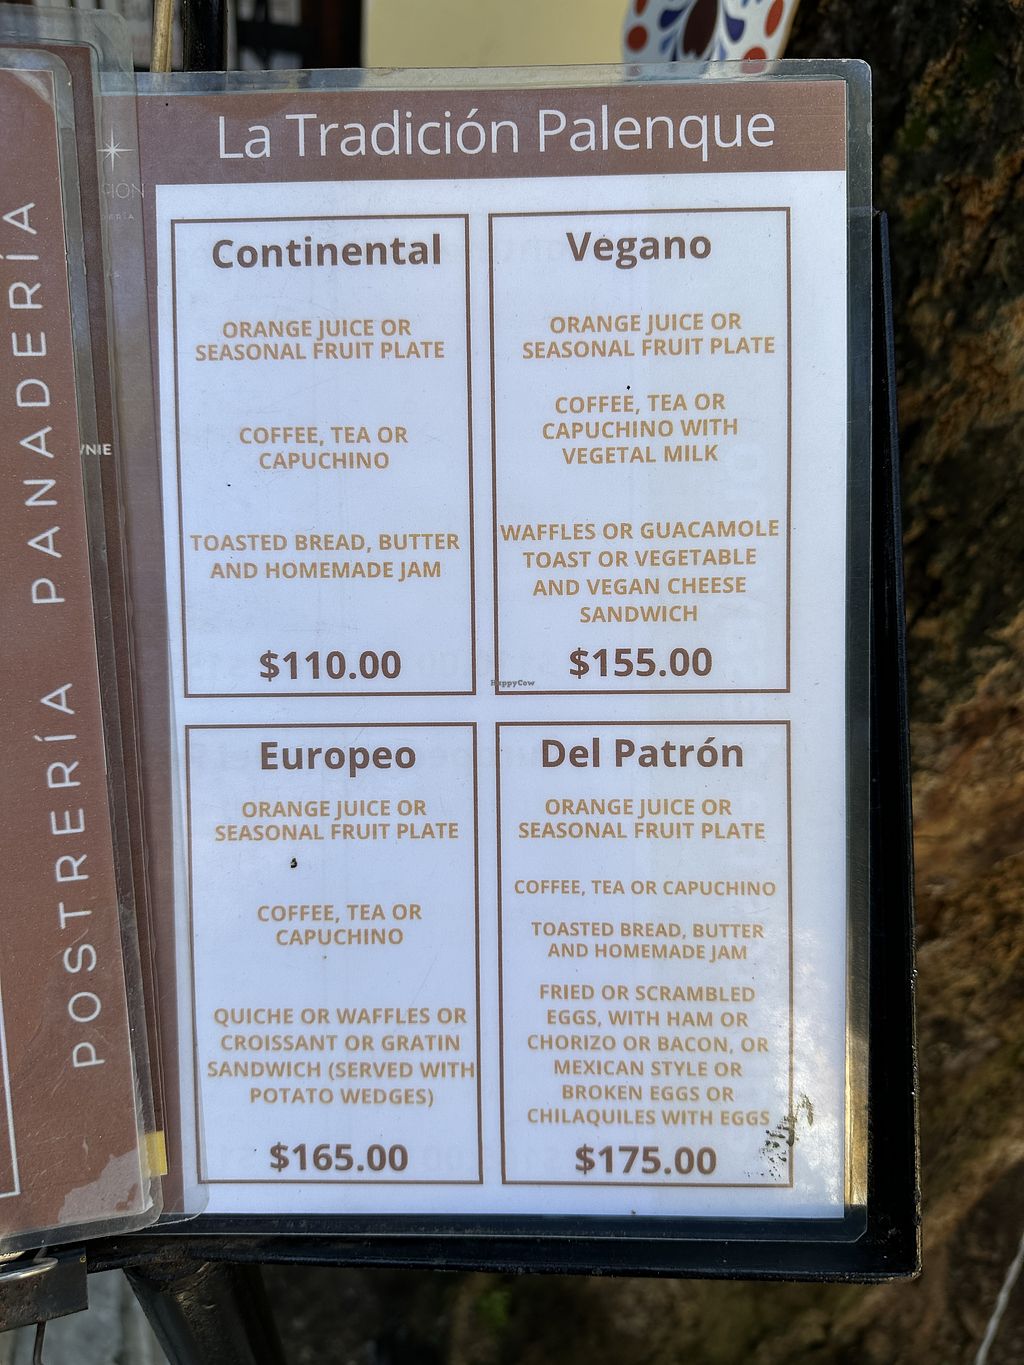 La Tradición Palenque
Continental
ORANGE JUICE OR
SEASONAL FRUIT PLATE
COFFEE, TEA OR
CAPUCHINO
TOASTED BREAD, BUTTER
AND HOMEMADE JAM
$110.00
Vegano
ORANGE JUICE OR
SEASONAL FRUIT PLATE
COFFEE, TEA OR
CAPUCHINO WITH
VEGETAL MILK
WAFFLES OR GUACAMOLE
TOAST OR VEGETABLE
AND VEGAN CHEESE
SANDWICH
$155.00
HappyCow
Europeo
ORANGE JUICE OR
SEASONAL FRUIT PLATE
COFFEE, TEA OR
CAPUCHINO
QUICHE OR WAFFLES OR
CROISSANT OR GRATIN
SANDWICH (SERVED WITH
POTATO WEDGES)
$165.00
Del Patrón
ORANGE JUICE OR
SEASONAL FRUIT PLATE
COFFEE, TEA OR CAPUCHINO
TOASTED BREAD, BUTTER
AND HOMEMADE JAM
FRIED OR SCRAMBLED
EGGS, WITH HAM OR
CHORIZO OR BACON, OR
MEXICAN STYLE OR
BROKEN EGGS OR
CHILAQUILES WITH EGGS
$175.00
POSTRERÍA PANADERÍA